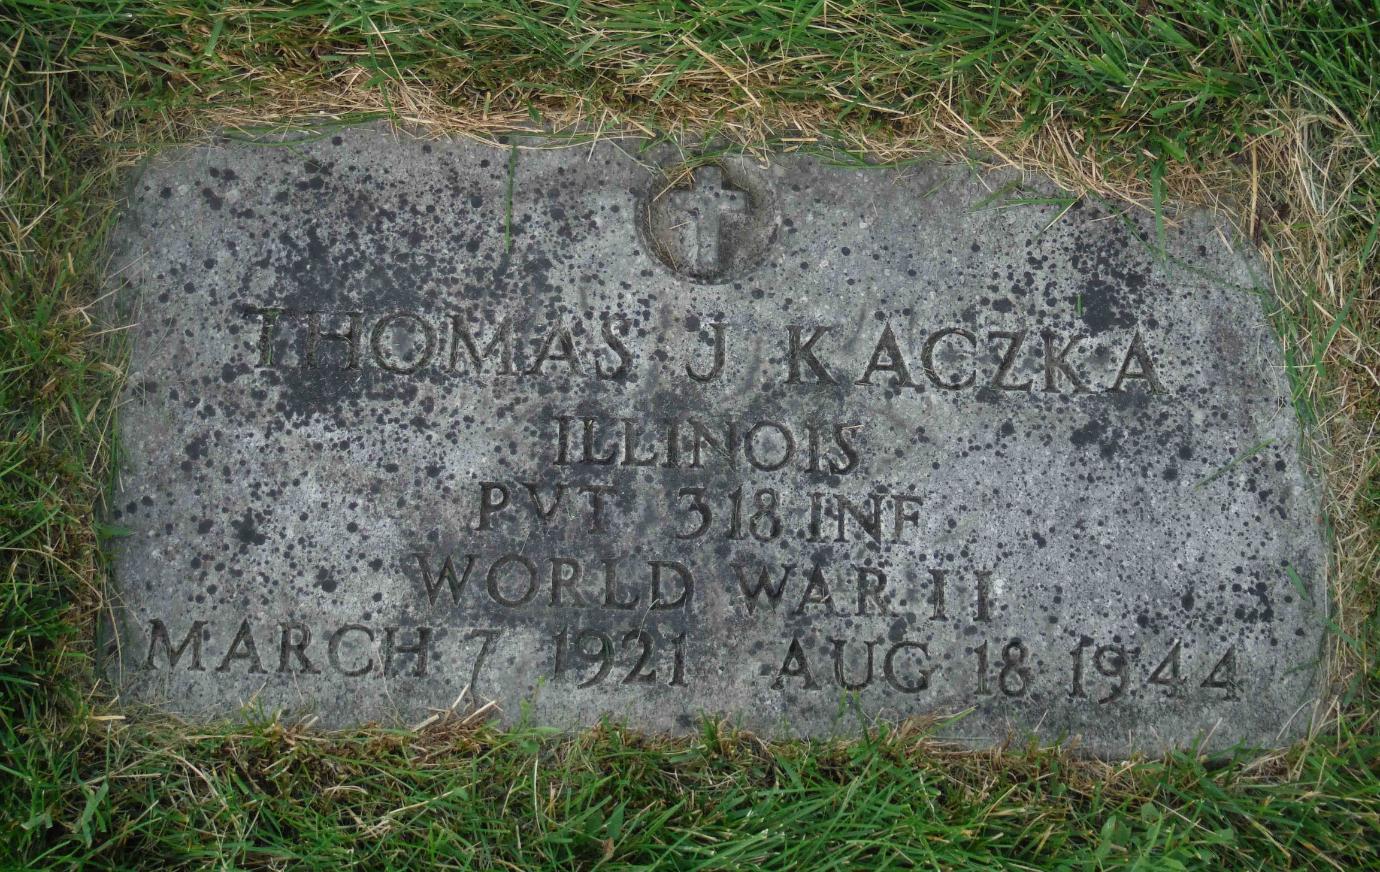 THOMAS J KACZKA
ILLINOIS
PVT 318 INF
WORLD WAR II
MARCH 7 1921 AUG 18 1944